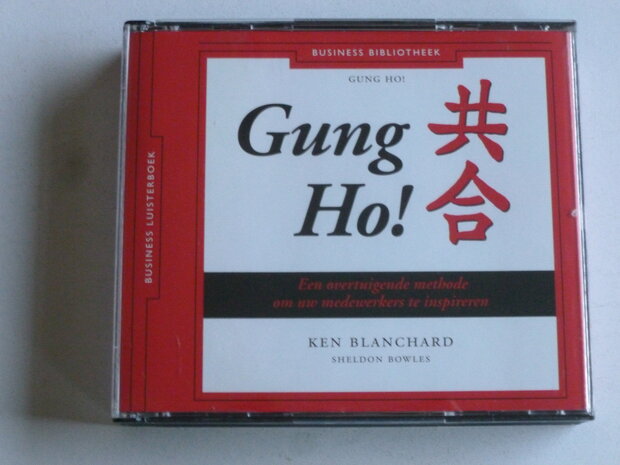 BUSINESS BIBLIOTHEEK
GUNG HO!
Gung
Ho!
共
合
Een overtuigende methode
om uw medewerkers te inspireren
KEN BLANCHARD
SHELDON BOWLES
BUSINESS LUISTERBOEK